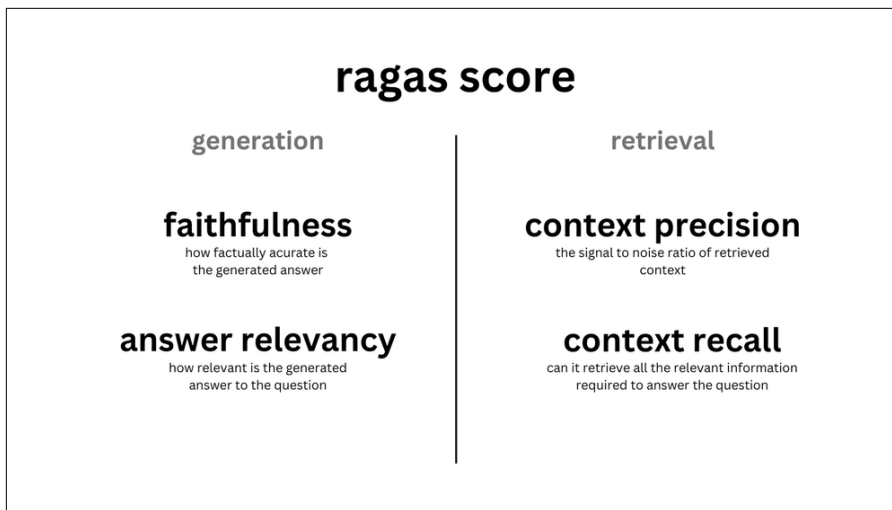 ragas score
generation
faithfulness
how factually acurate is
the generated answer
answer relevancy
how relevant is the generated
answer to the question
retrieval
context precision
the signal to noise ratio of retrieved
context
context recall
can it retrieve all the relevant information
required to answer the question